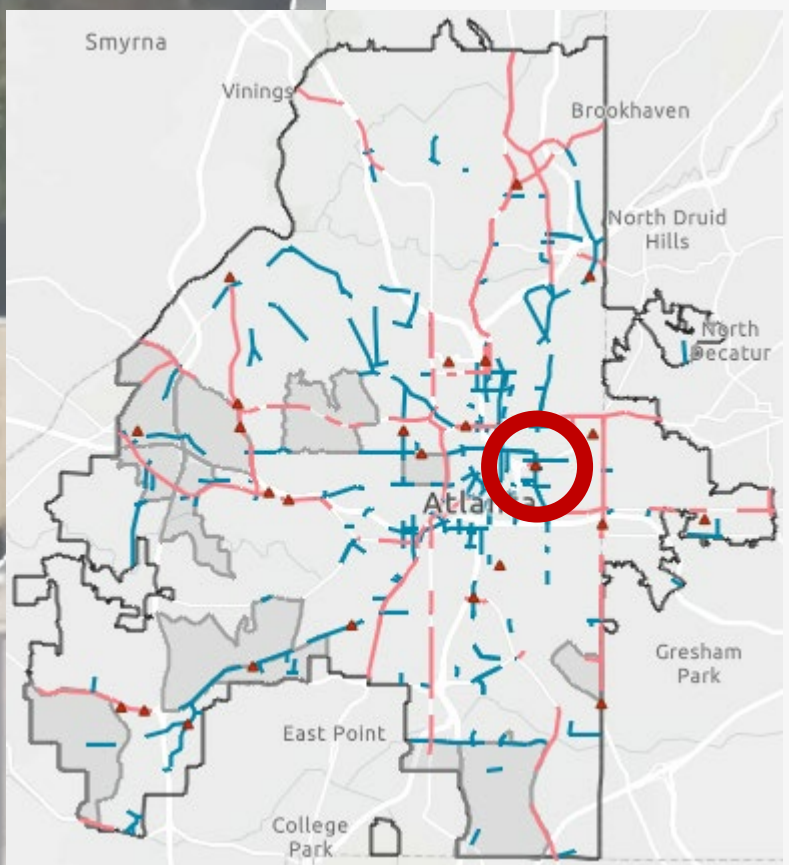 Smyrna
Vinings
Brookhaven
North Druid
Hills
North
Decatur
Atlanta
Gresham
Park
East Point
College
Park